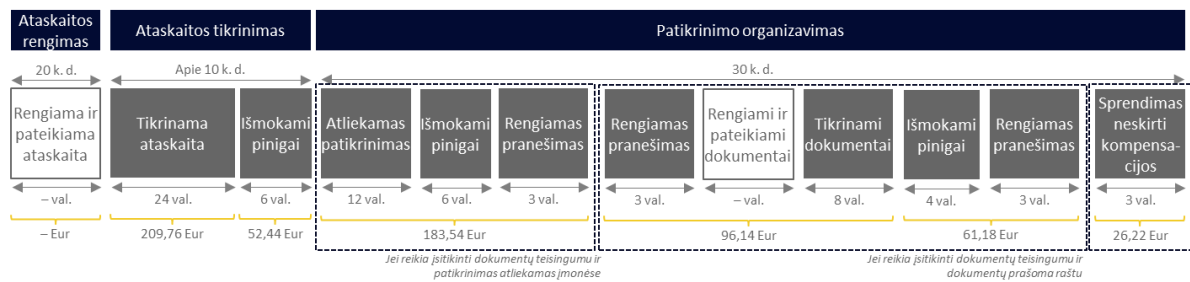 Ataskaitos
rengimas
Ataskaitos tikrinimas
Patikrinimo organizavimas
20 k. d.
Apie 10 k. d.
30 k. d.
Rengiama ir
pateikiama
ataskaita
Tikrinama
ataskaita
Išmokami
pinigai
Atliekamas
patikrinimas
Išmokami
pinigai
Rengiamas
pranešimas
Rengiamas
pranešimas
Rengiami ir
pateikiami
dokumentai
Tikrinami
dokumentai
Išmokami
pinigai
Rengiamas
pranešimas
Sprendimas
neskirti
kompensa-
cijos
– val.
24 val.
6 val.
12 val.
6 val.
3 val.
3 val.
– val.
8 val.
4 val.
3 val.
3 val.
– Eur
209,76 Eur
52,44 Eur
183,54 Eur
96,14 Eur
61,18 Eur
26,22 Eur
Jei reikia įsitikinti dokumentų teisingumu ir
patikrinimas atliekamas įmonėse
Jei reikia įsitikinti dokumentų teisingumu ir
dokumentų prašoma raštu